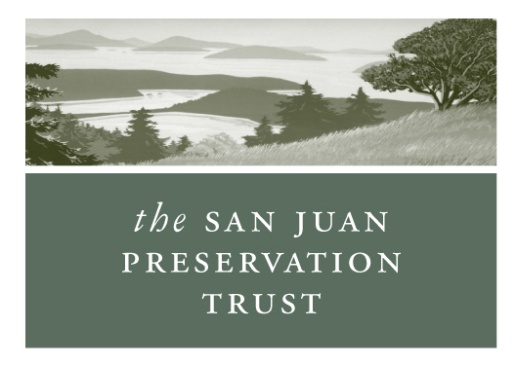 the SAN JUAN
PRESERVATION
TRUST